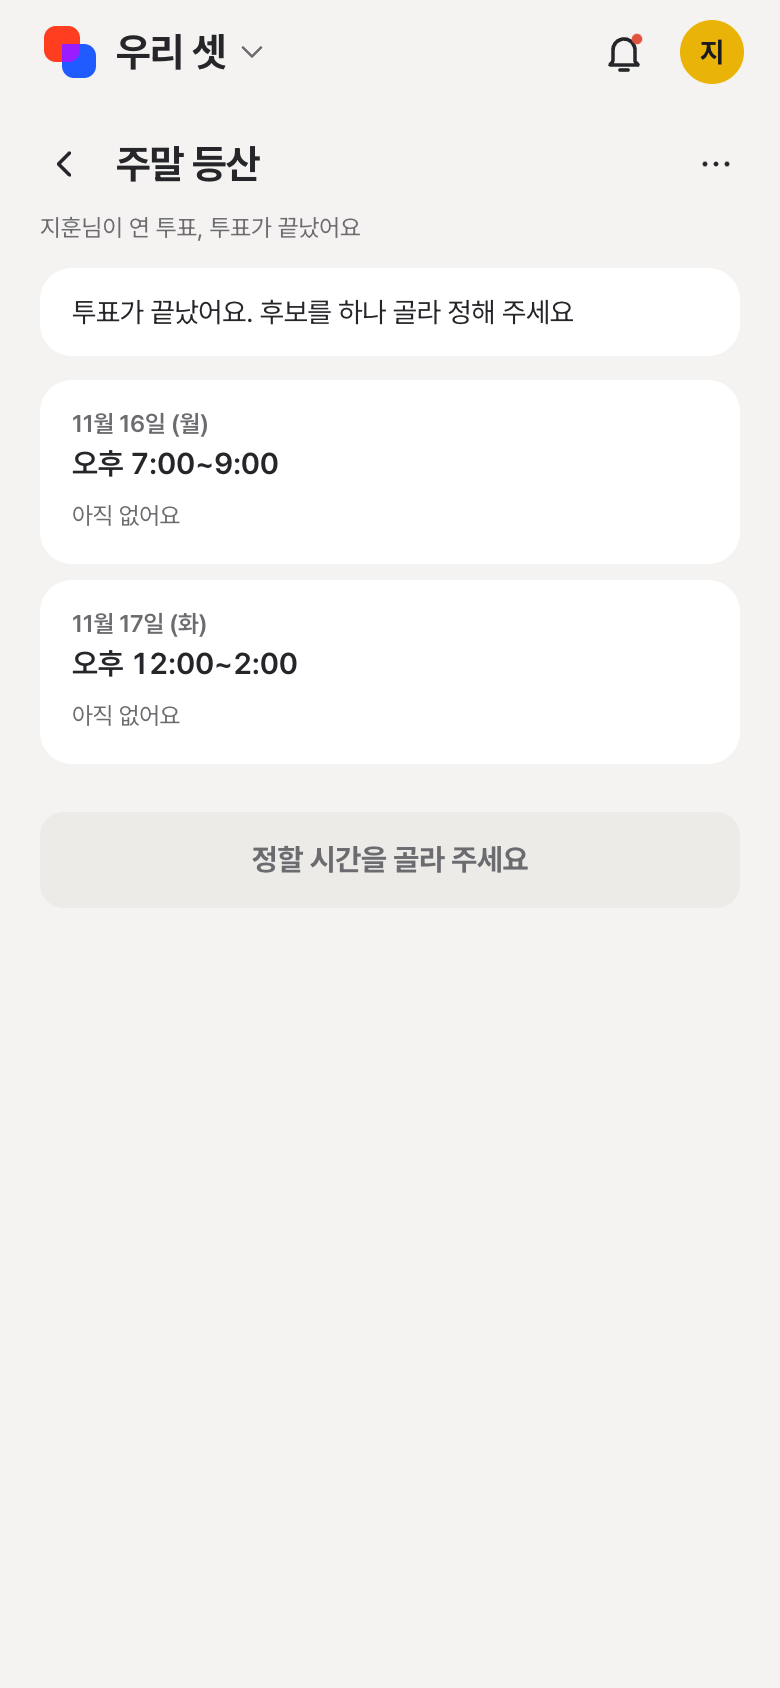 우리 셋
지
주말 등산
지훈님이 연 투표, 투표가 끝났어요
투표가 끝났어요. 후보를 하나 골라 정해 주세요
11월 16일 (월)
오후 7:00~9:00
아직 없어요
11월 17일 (화)
오후 12:00~2:00
아직 없어요
정할 시간을 골라 주세요